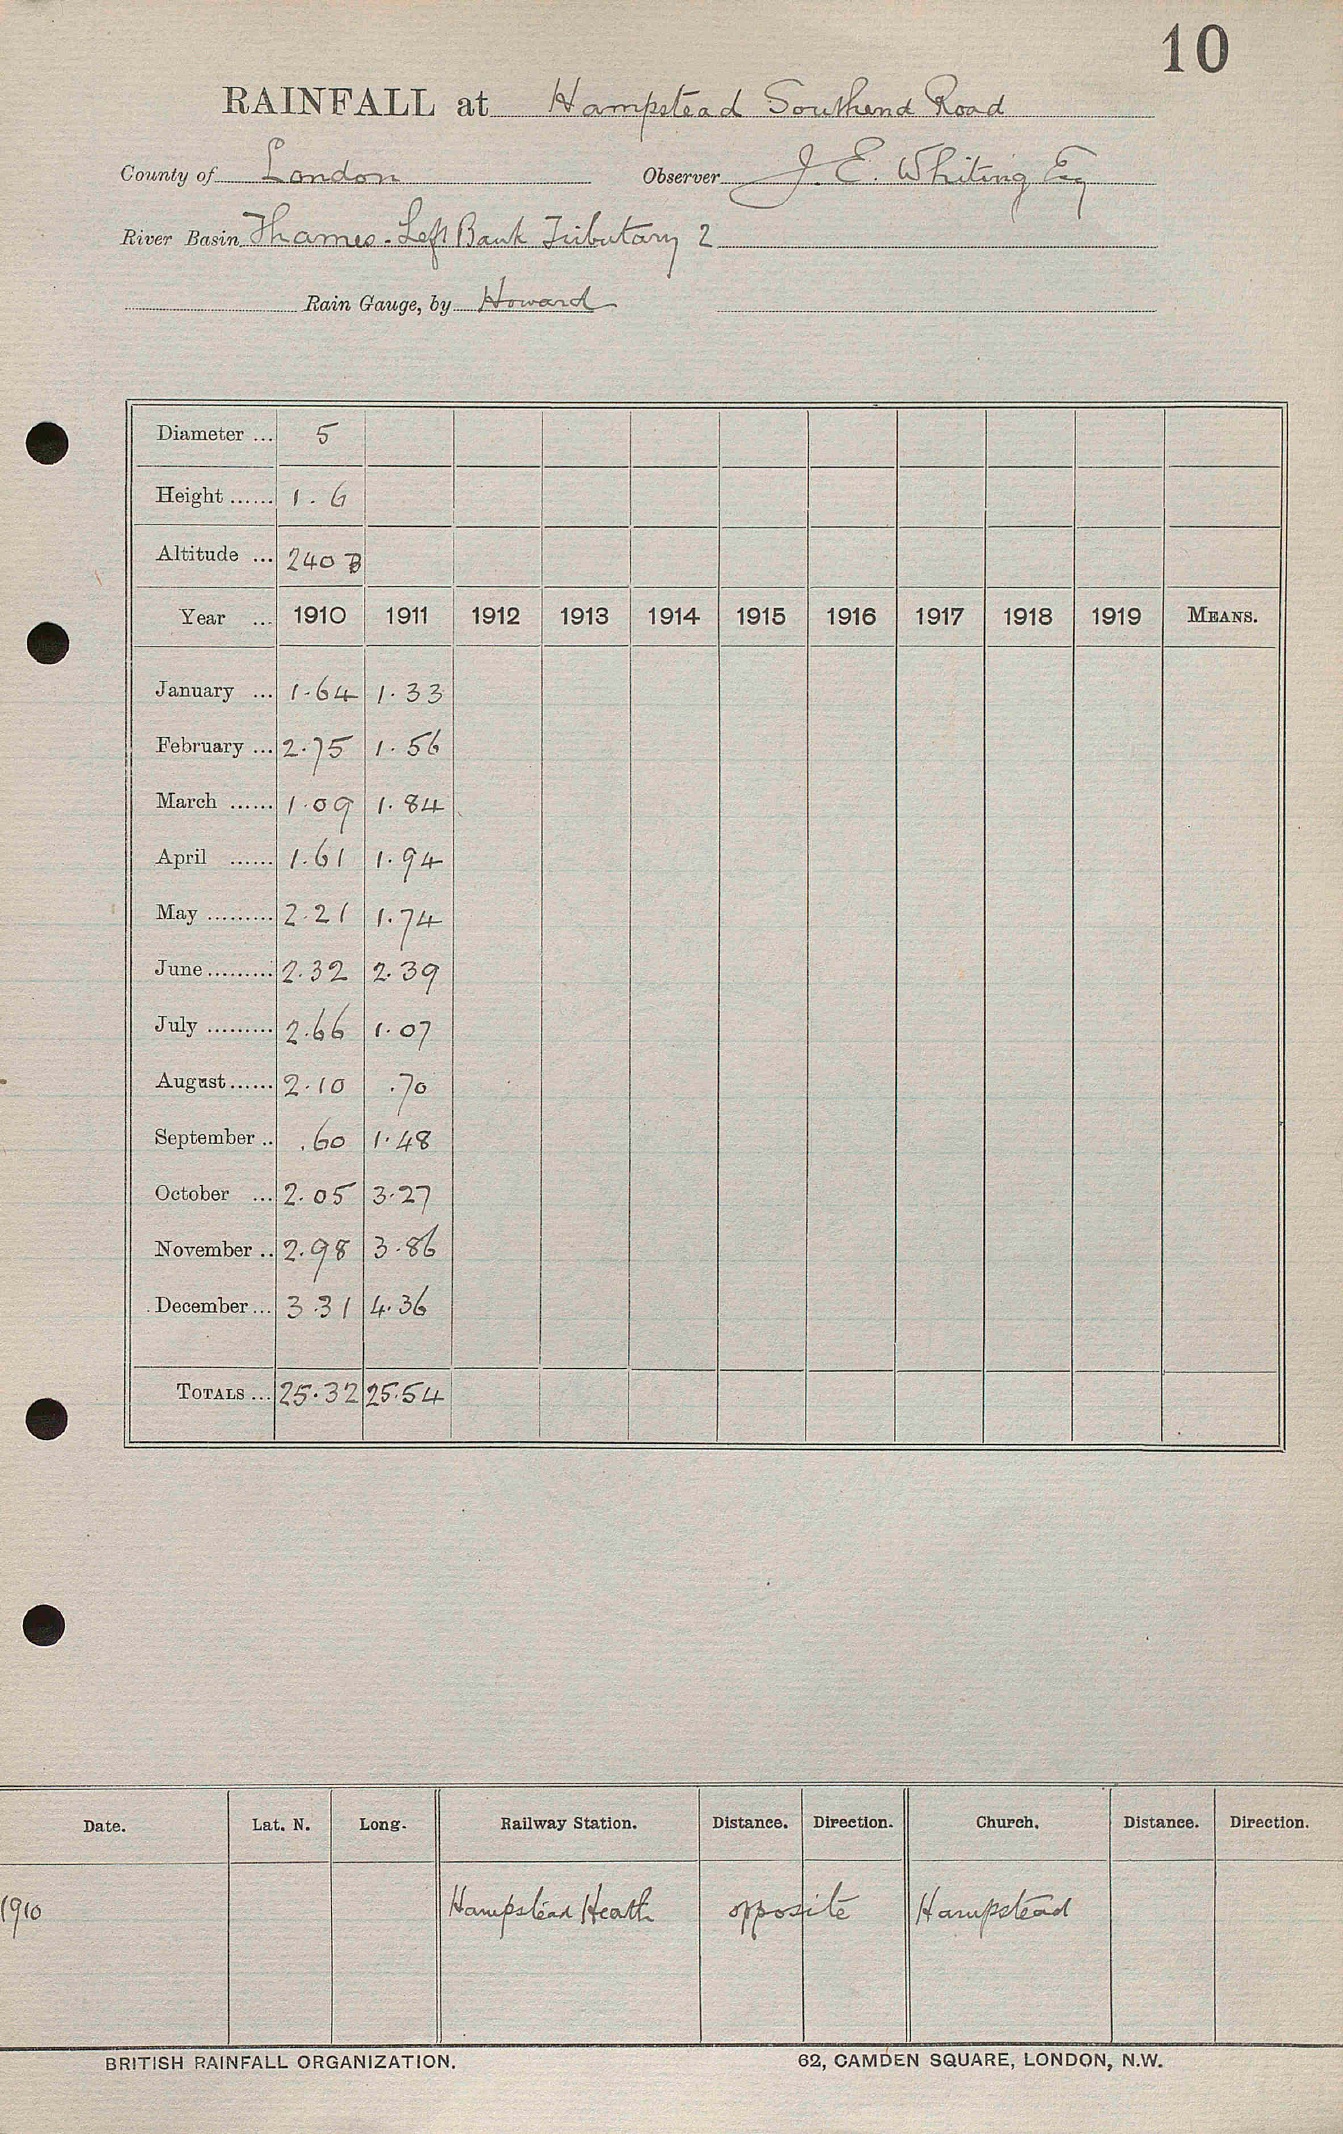 10
RAINFALL at Hampstead Southend Road
County of London Observer J. E. Whiting Esq
River Basin Thames - Left Bank Tributary 2
Rain Gauge, by Howard
Diameter ... 5
Height ...... 1.6
Altitude ... 240 B
Year ... 1910 1911 1912 1913 1914 1915 1916 1917 1918 1919 MEANS.
January ... 1.64 1.33
February ... 2.75 1.56
March ...... 1.09 1.84
April ...... 1.61 1.94
May ......... 2.21 1.74
June ......... 2.32 2.39
July ......... 2.66 1.07
August ...... 2.10 .70
September .. .60 1.48
October ... 2.05 3.27
November .. 2.98 3.86
December ... 3.31 4.36
TOTALS ... 25.32 25.54
Date. Lat. N. Long. Railway Station. Distance. Direction. Church. Distance. Direction.
1910 Hampstead Heath opposite Hampstead
BRITISH RAINFALL ORGANIZATION. 62, CAMDEN SQUARE, LONDON, N.W.